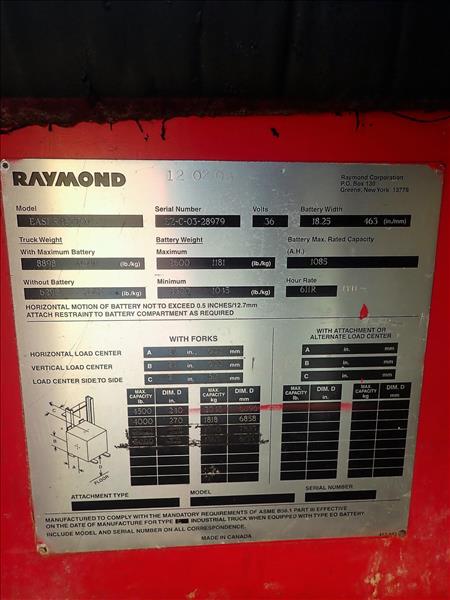 RAYMOND
12 02 03
Raymond Corporation
P.O. Box 130
Greene, New York 13778
Model Serial Number Volts Battery Width
EZ-C-03-28979 36 18.25 463 (in/mm)
Truck Weight Battery Weight Battery Max. Rated Capacity
With Maximum Battery Maximum (A.H.)
8898 (lb./kg) 2600 1181 (lb./kg) 1085
Without Battery Minimum Hour Rate
(lb./kg) 1043 (lb./kg) 6HR
HORIZONTAL MOTION OF BATTERY NOT TO EXCEED 0.5 INCHES/12.7mm
ATTACH RESTRAINT TO BATTERY COMPARTMENT AS REQUIRED
WITH FORKS
WITH ATTACHMENT OR
ALTERNATE LOAD CENTER
HORIZONTAL LOAD CENTER A in. mm A in. mm
VERTICAL LOAD CENTER B in. mm B in. mm
LOAD CENTER SIDE TO SIDE C in. mm C in. mm
MAX. CAPACITY lb. DIM. D in. MAX. CAPACITY kg DIM. D mm MAX. CAPACITY lb. DIM. D in. MAX. CAPACITY kg DIM. D mm
4500 240 6096
4000 270 1818 6858
C
B
A
D
FLOOR
ATTACHMENT TYPE MODEL SERIAL NUMBER
MANUFACTURED TO COMPLY WITH THE MANDATORY REQUIREMENTS OF ASME B56.1 PART III EFFECTIVE
ON THE DATE OF MANUFACTURE FOR TYPE E INDUSTRIAL TRUCK WHEN EQUIPPED WITH TYPE EO BATTERY.
INCLUDE MODEL AND SERIAL NUMBER ON ALL CORRESPONDENCE.
MADE IN CANADA